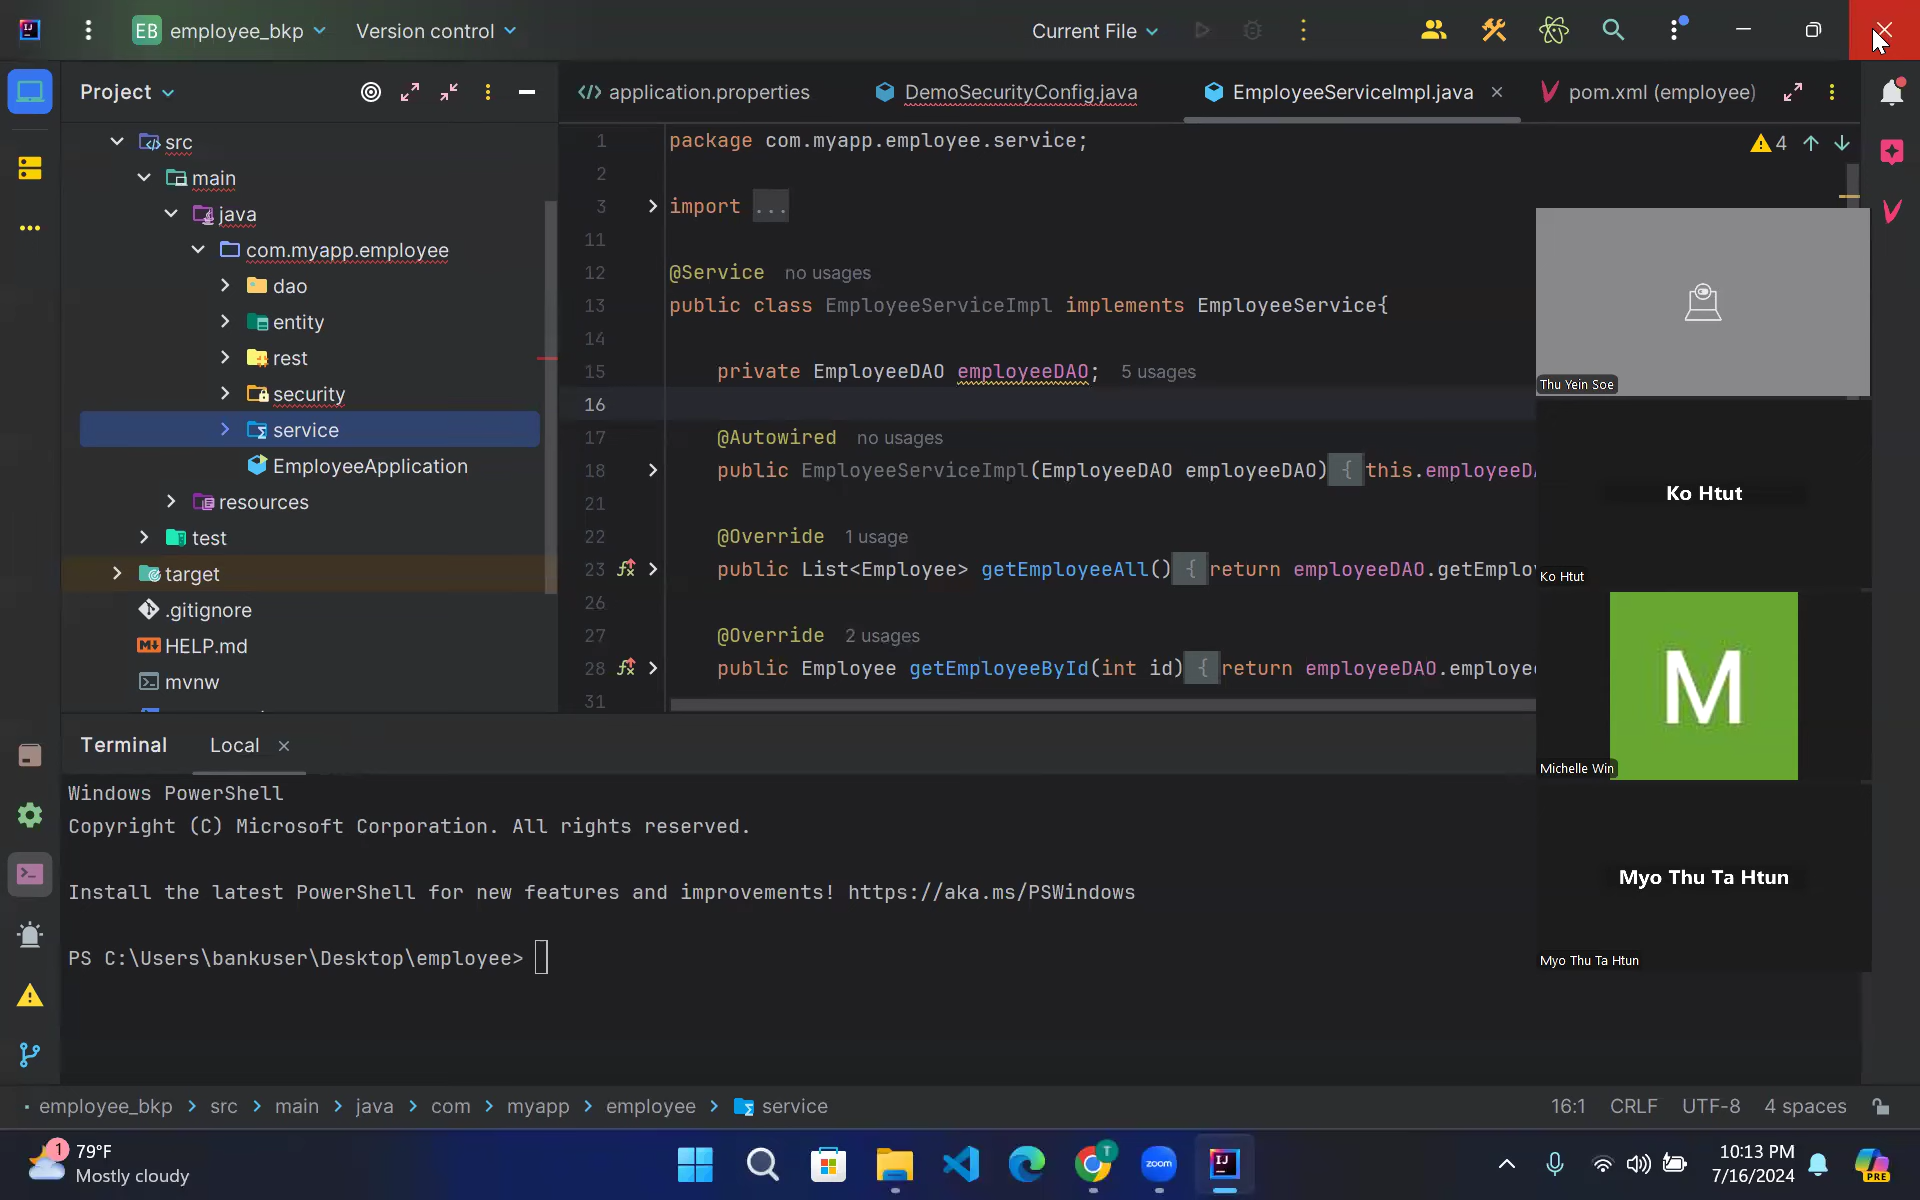 EB employee_bkp Version control Current File
Project
application.properties
DemoSecurityConfig.java
EmployeeServiceImpl.java
pom.xml (employee)
src
main
java
com.myapp.employee
dao
entity
rest
security
service
EmployeeApplication
resources
test
target
.gitignore
HELP.md
mvnw
4
1 package com.myapp.employee.service;
2
3 import ...
11
12 @Service no usages
13 public class EmployeeServiceImpl implements EmployeeService{
14
15 private EmployeeDAO employeeDAO; 5 usages
16
17 @Autowired no usages
18 public EmployeeServiceImpl(EmployeeDAO employeeDAO) { this.employeeDA
21
22 @Override 1 usage
23 public List<Employee> getEmployeeAll() { return employeeDAO.getEmplo
26
27 @Override 2 usages
28 public Employee getEmployeeById(int id) { return employeeDAO.employe
31
Thu Yein Soe
Ko Htut
Ko Htut
M
Michelle Win
Myo Thu Ta Htun
Myo Thu Ta Htun
Terminal Local
Windows PowerShell
Copyright (C) Microsoft Corporation. All rights reserved.
Install the latest PowerShell for new features and improvements! https://aka.ms/PSWindows
PS C:\Users\bankuser\Desktop\employee>
employee_bkp > src > main > java > com > myapp > employee > service
16:1 CRLF UTF-8 4 spaces
1
79°F
Mostly cloudy
T
zoom
IJ
10:13 PM
7/16/2024
PRE